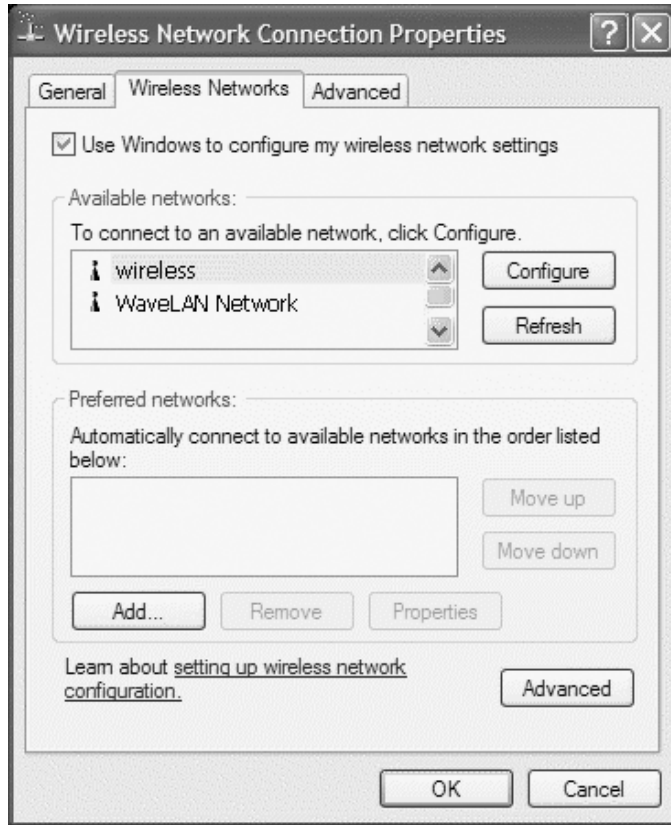 Wireless Network Connection Properties
General Wireless Networks Advanced
Use Windows to configure my wireless network settings
Available networks:
To connect to an available network, click Configure.
wireless
WaveLAN Network
Configure
Refresh
Preferred networks:
Automatically connect to available networks in the order listed
below:
Move up
Move down
Add... Remove Properties
Learn about setting up wireless network
configuration.
Advanced
OK Cancel